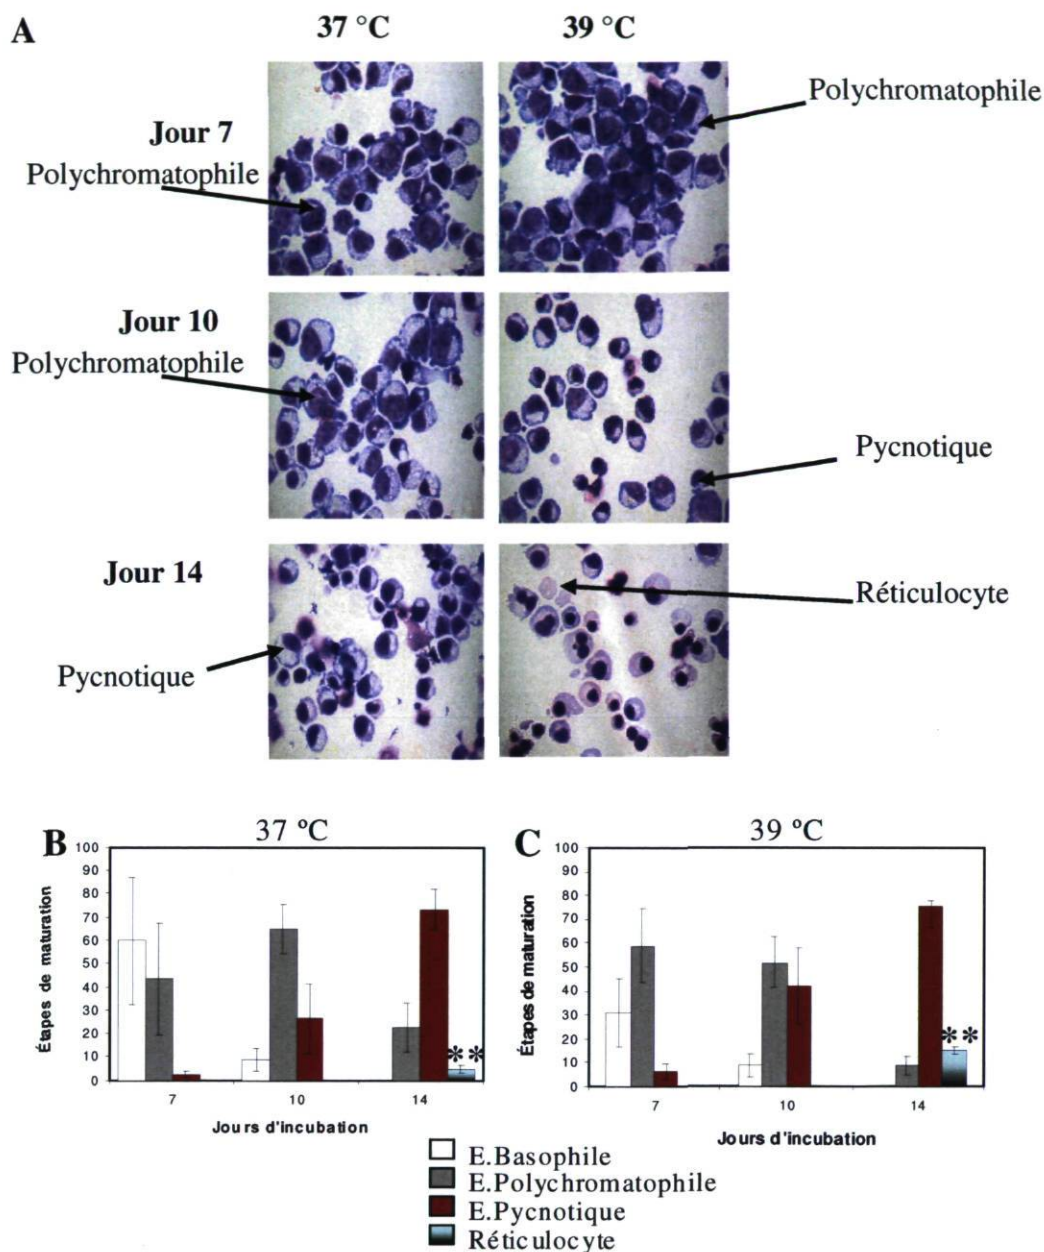 A
37 °C
39 °C
Polychromatophile
Jour 7
Polychromatophile
Jour 10
Polychromatophile
Pycnotique
Jour 14
Réticulocyte
Pycnotique
B
37 ºC
100
90
80
70
60
50
40
30
20
10
0
Étapes de maturation
**
7
10
14
Jours d'incubation
C
39 ºC
100
90
80
70
60
50
40
30
20
10
0
Étapes de maturation
**
7
10
14
Jours d'incubation
E.Basophile
E.Polychromatophile
E.Pycnotique
Réticulocyte